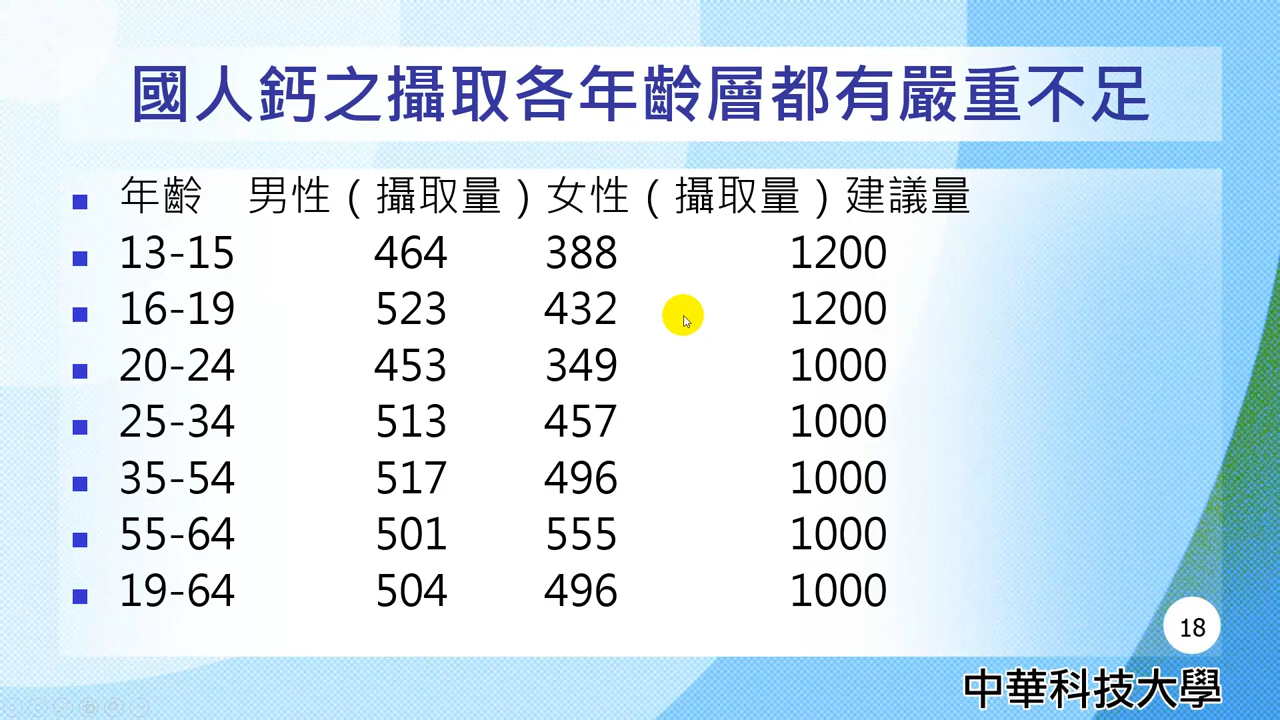 國人鈣之攝取各年齡層都有嚴重不足
年齡 男性（攝取量）女性（攝取量）建議量
13-15 464 388 1200
16-19 523 432 1200
20-24 453 349 1000
25-34 513 457 1000
35-54 517 496 1000
55-64 501 555 1000
19-64 504 496 1000
18
中華科技大學